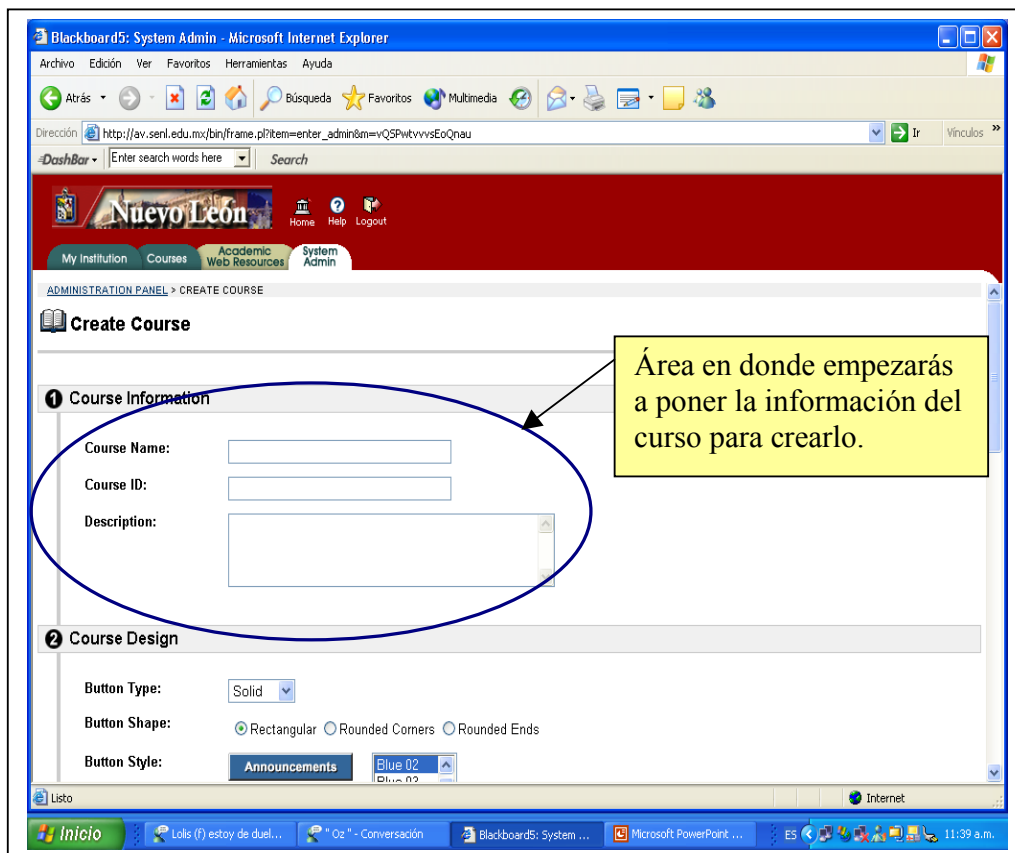 Blackboard5: System Admin - Microsoft Internet Explorer
Archivo Edición Ver Favoritos Herramientas Ayuda
Atrás Búsqueda Favoritos Multimedia
Dirección http://av.senl.edu.mx/bin/frame.pl?item=enter_admin&m=vQSPwtvvvsEoQnau Ir Vínculos »
DashBar Enter search words here Search
Nuevo León
Home Help Logout
My Institution Courses Academic Web Resources System Admin
ADMINISTRATION PANEL > CREATE COURSE
Create Course
Área en donde empezarás
a poner la información del
curso para crearlo.
1 Course Information
Course Name:
Course ID:
Description:
2 Course Design
Button Type: Solid
Button Shape: Rectangular Rounded Corners Rounded Ends
Button Style: Announcements Blue 02
Blue 03
Listo Internet
Inicio Lolis (f) estoy de duel... " Oz " - Conversación Blackboard5: System ... Microsoft PowerPoint ... ES 11:39 a.m.